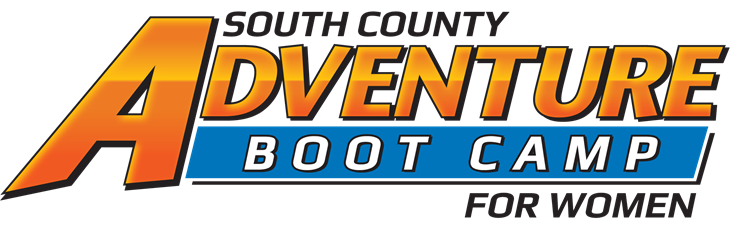 SOUTH COUNTY
ADVENTURE
BOOT CAMP
FOR WOMEN